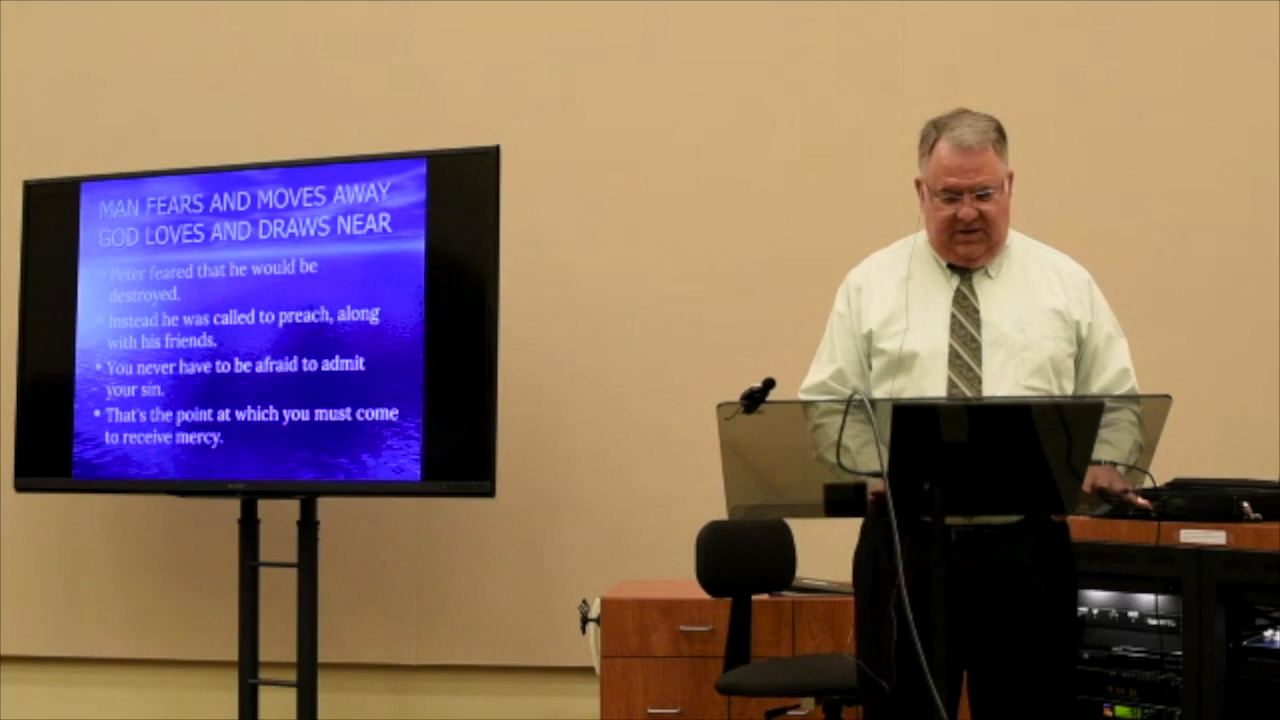 MAN FEARS AND MOVES AWAY
GOD LOVES AND DRAWS NEAR
• Peter feared that he would be
destroyed.
• Instead he was called to preach, along
with his friends.
• You never have to be afraid to admit
your sin.
• That's the point at which you must come
to receive mercy.